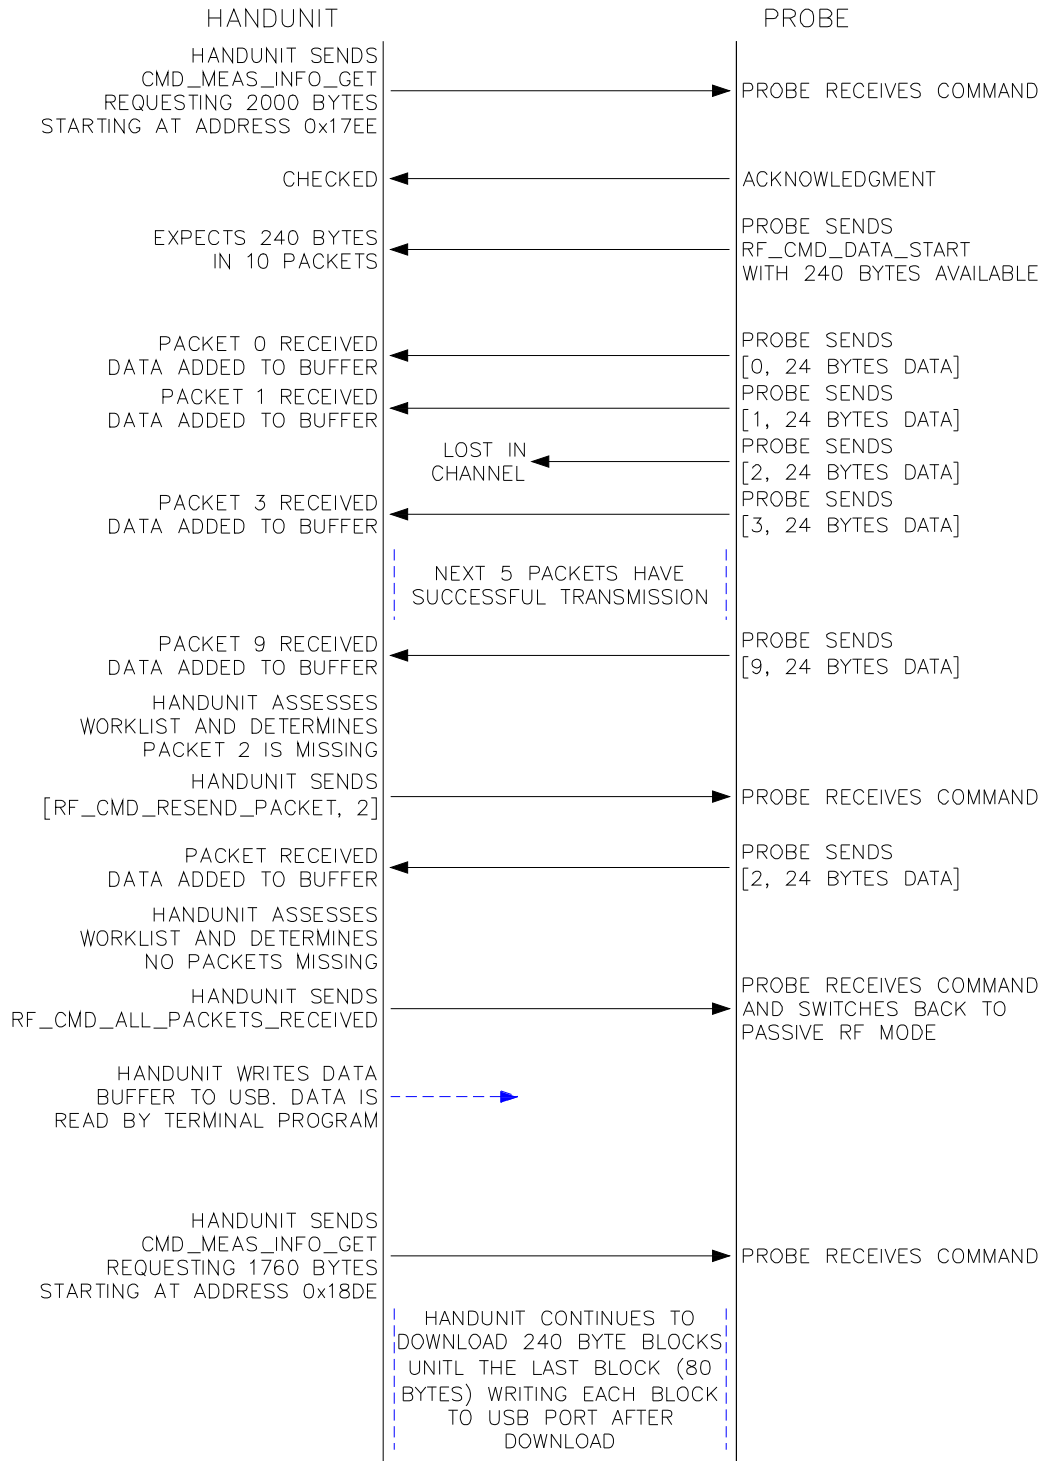 HANDUNIT
PROBE
HANDUNIT SENDS
CMD_MEAS_INFO_GET
REQUESTING 2000 BYTES
STARTING AT ADDRESS 0x17EE
PROBE RECEIVES COMMAND
CHECKED
ACKNOWLEDGMENT
EXPECTS 240 BYTES
IN 10 PACKETS
PROBE SENDS
RF_CMD_DATA_START
WITH 240 BYTES AVAILABLE
PACKET 0 RECEIVED
DATA ADDED TO BUFFER
PROBE SENDS
[0, 24 BYTES DATA]
PACKET 1 RECEIVED
DATA ADDED TO BUFFER
PROBE SENDS
[1, 24 BYTES DATA]
LOST IN
CHANNEL
PROBE SENDS
[2, 24 BYTES DATA]
PACKET 3 RECEIVED
DATA ADDED TO BUFFER
PROBE SENDS
[3, 24 BYTES DATA]
NEXT 5 PACKETS HAVE
SUCCESSFUL TRANSMISSION
PACKET 9 RECEIVED
DATA ADDED TO BUFFER
PROBE SENDS
[9, 24 BYTES DATA]
HANDUNIT ASSESSES
WORKLIST AND DETERMINES
PACKET 2 IS MISSING
HANDUNIT SENDS
[RF_CMD_RESEND_PACKET, 2]
PROBE RECEIVES COMMAND
PACKET RECEIVED
DATA ADDED TO BUFFER
PROBE SENDS
[2, 24 BYTES DATA]
HANDUNIT ASSESSES
WORKLIST AND DETERMINES
NO PACKETS MISSING
HANDUNIT SENDS
RF_CMD_ALL_PACKETS_RECEIVED
PROBE RECEIVES COMMAND
AND SWITCHES BACK TO
PASSIVE RF MODE
HANDUNIT WRITES DATA
BUFFER TO USB. DATA IS
READ BY TERMINAL PROGRAM
HANDUNIT SENDS
CMD_MEAS_INFO_GET
REQUESTING 1760 BYTES
STARTING AT ADDRESS 0x18DE
PROBE RECEIVES COMMAND
HANDUNIT CONTINUES TO
DOWNLOAD 240 BYTE BLOCKS
UNITL THE LAST BLOCK (80
BYTES) WRITING EACH BLOCK
TO USB PORT AFTER
DOWNLOAD